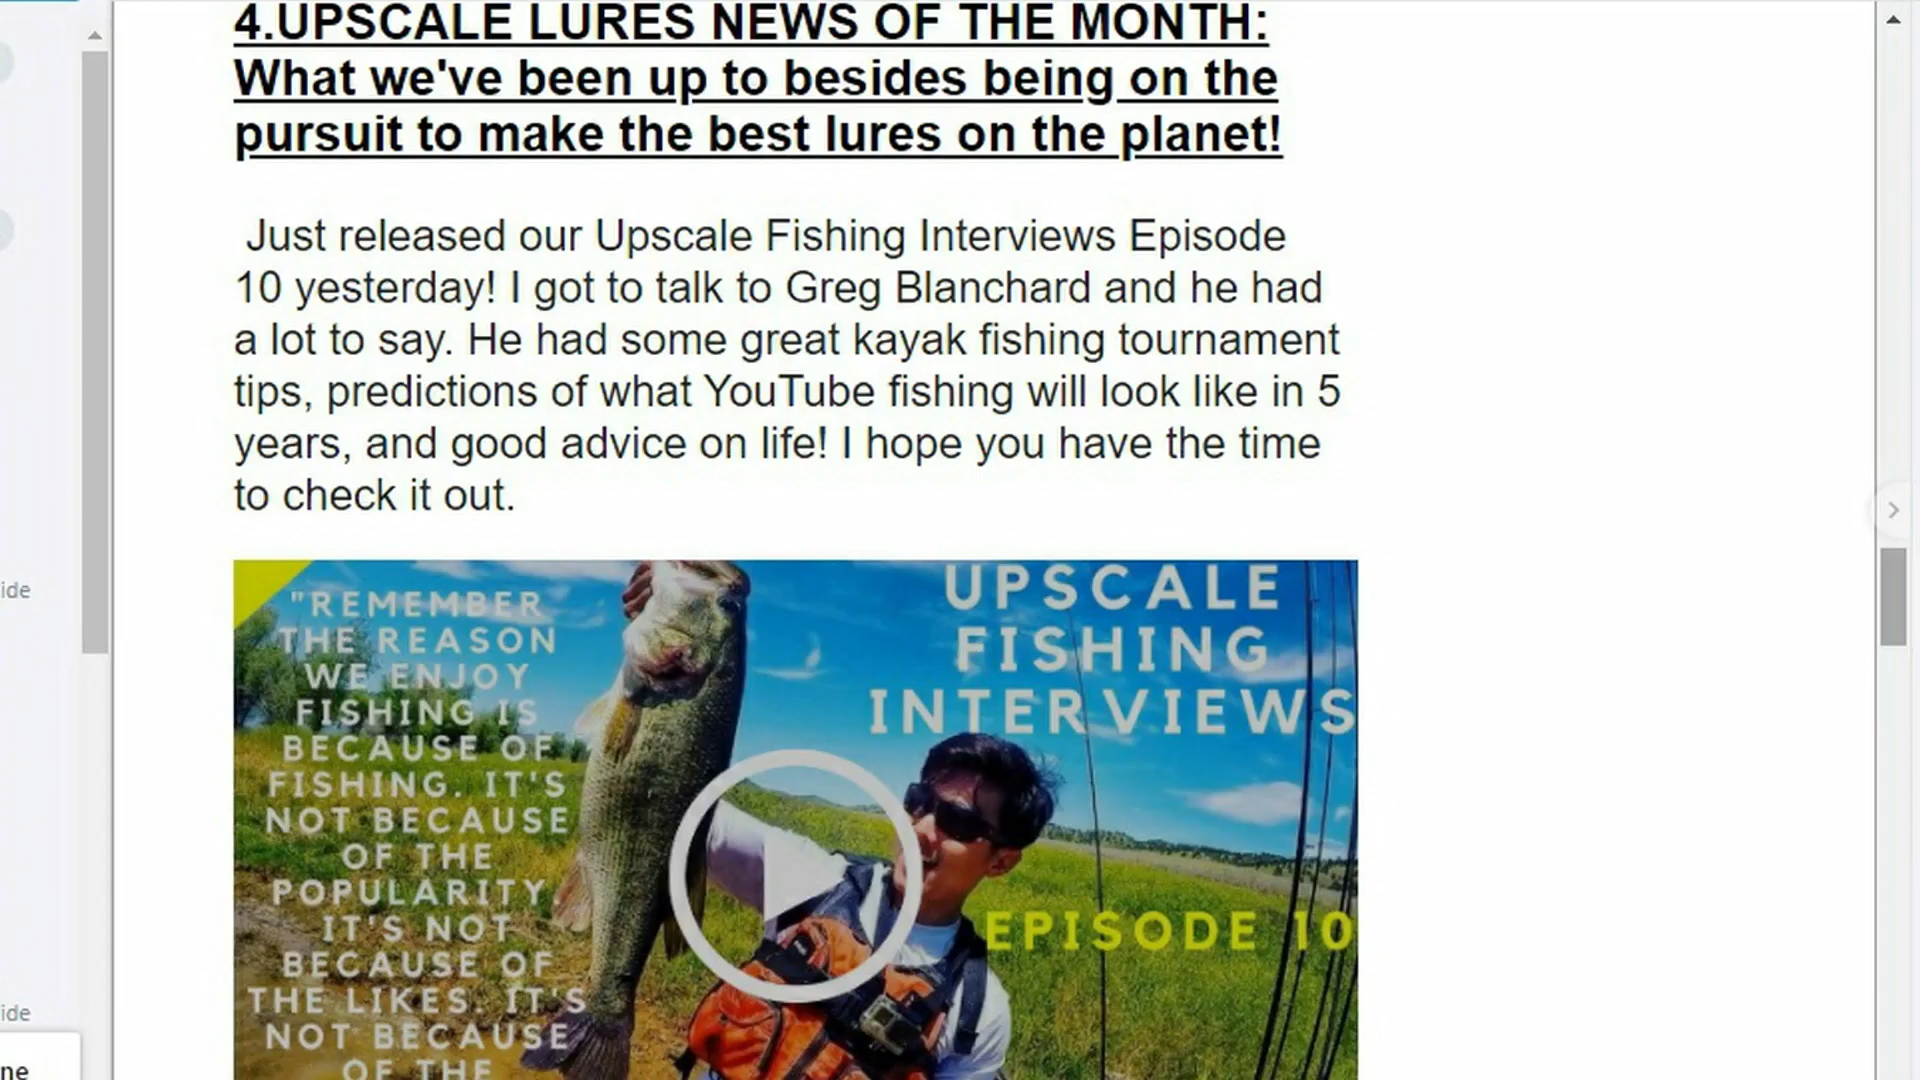 4.UPSCALE LURES NEWS OF THE MONTH:
What we've been up to besides being on the
pursuit to make the best lures on the planet!
Just released our Upscale Fishing Interviews Episode
10 yesterday! I got to talk to Greg Blanchard and he had
a lot to say. He had some great kayak fishing tournament
tips, predictions of what YouTube fishing will look like in 5
years, and good advice on life! I hope you have the time
to check it out.
"REMEMBER
THE REASON
WE ENJOY
FISHING IS
BECAUSE OF
FISHING. IT'S
NOT BECAUSE
OF THE
POPULARITY.
IT'S NOT
BECAUSE OF
THE LIKES. IT'S
NOT BECAUSE
OF THE
UPSCALE
FISHING
INTERVIEWS
EPISODE 10
ide
ide
ne